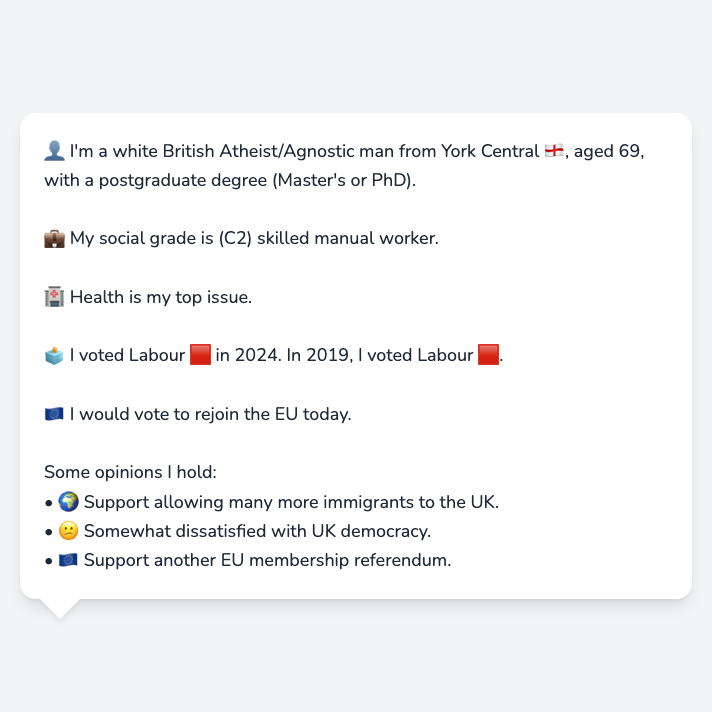 👤 I'm a white British Atheist/Agnostic man from York Central 🏴󠁧󠁢󠁥󠁮󠁧󠁿, aged 69,
with a postgraduate degree (Master's or PhD).
💼 My social grade is (C2) skilled manual worker.
🏥 Health is my top issue.
🗳️ I voted Labour 🟥 in 2024. In 2019, I voted Labour 🟥.
🇪🇺 I would vote to rejoin the EU today.
Some opinions I hold:
• 🌍 Support allowing many more immigrants to the UK.
• 😕 Somewhat dissatisfied with UK democracy.
• 🇪🇺 Support another EU membership referendum.